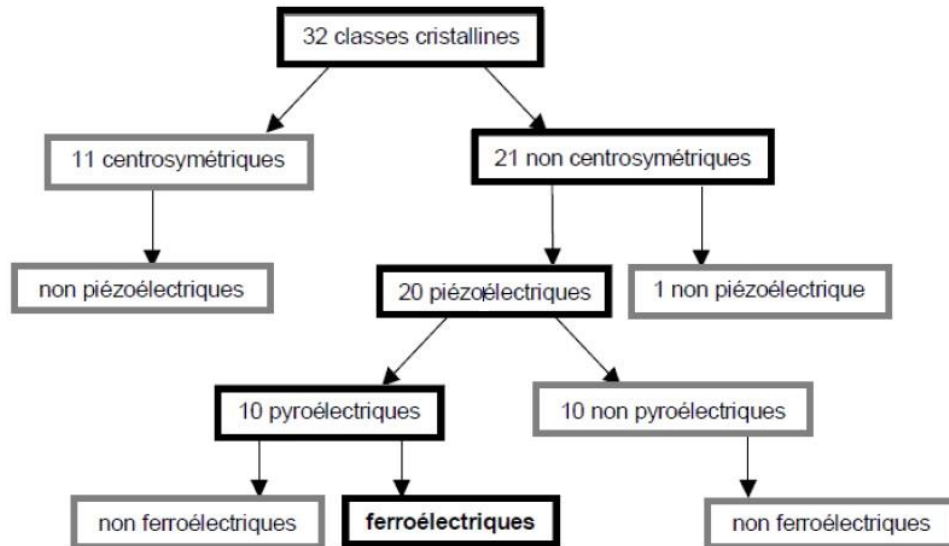 32 classes cristallines
11 centrosymétriques
21 non centrosymétriques
non piézoélectriques
20 piézoélectriques
1 non piézoélectrique
10 pyroélectriques
10 non pyroélectriques
non ferroélectriques
ferroélectriques
non ferroélectriques